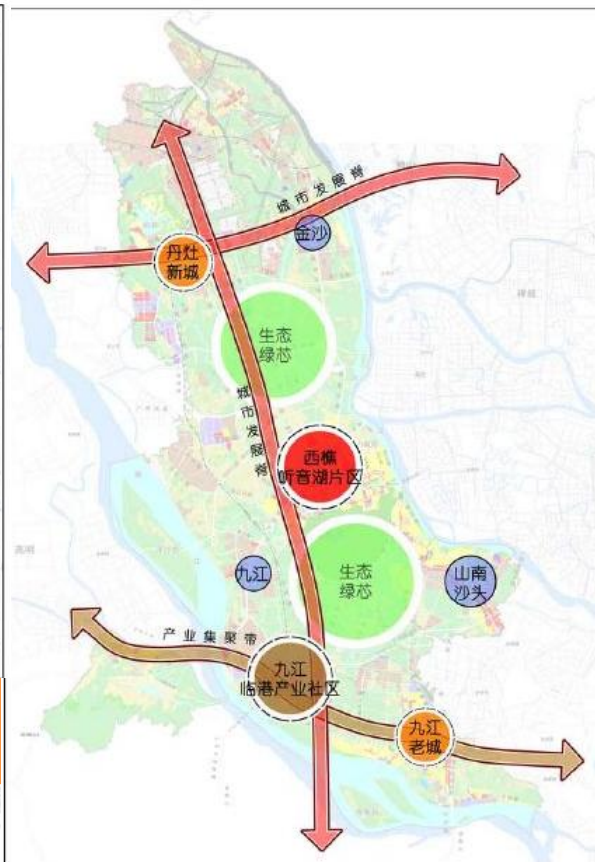 城市发展脊
金沙
丹灶
新城
生态
绿芯
城市发展脊
西樵
听音湖片区
九江
生态
绿芯
山南
沙头
产业集聚带
九江
临港产业社区
九江
老城